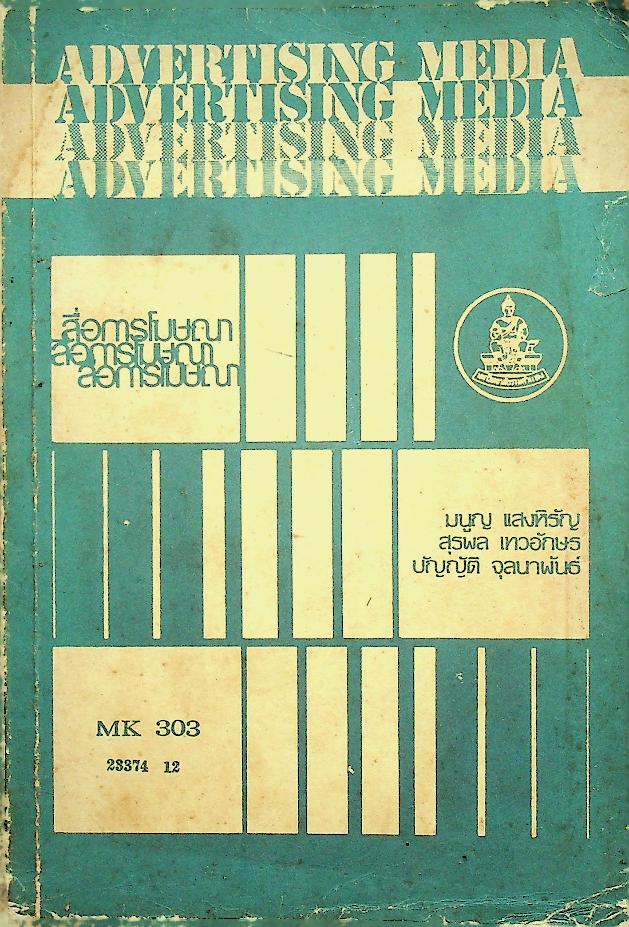 ADVERTISING MEDIA
ADVERTISING MEDIA
ADVERTISING MEDIA
ADVERTISING MEDIA
สื่อการโฆษณา
สื่อการโฆษณา
สื่อการโฆษณา
มนูญ แสงหิรัญ
สุรพล เทวอักษร
บัญญัติ จุลนาพันธ์
MK 303
23374 12